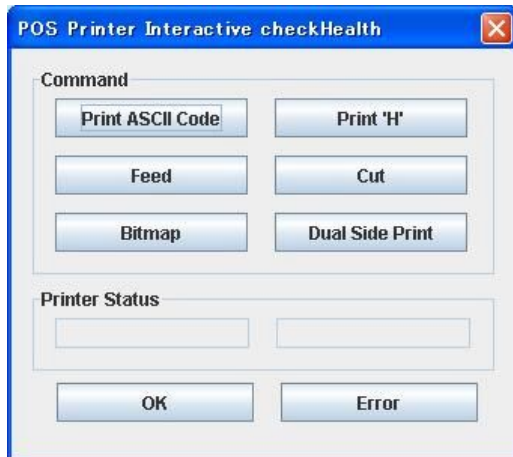 POS Printer Interactive checkHealth
Command
Print ASCII Code Print 'H'
Feed Cut
Bitmap Dual Side Print
Printer Status
OK Error